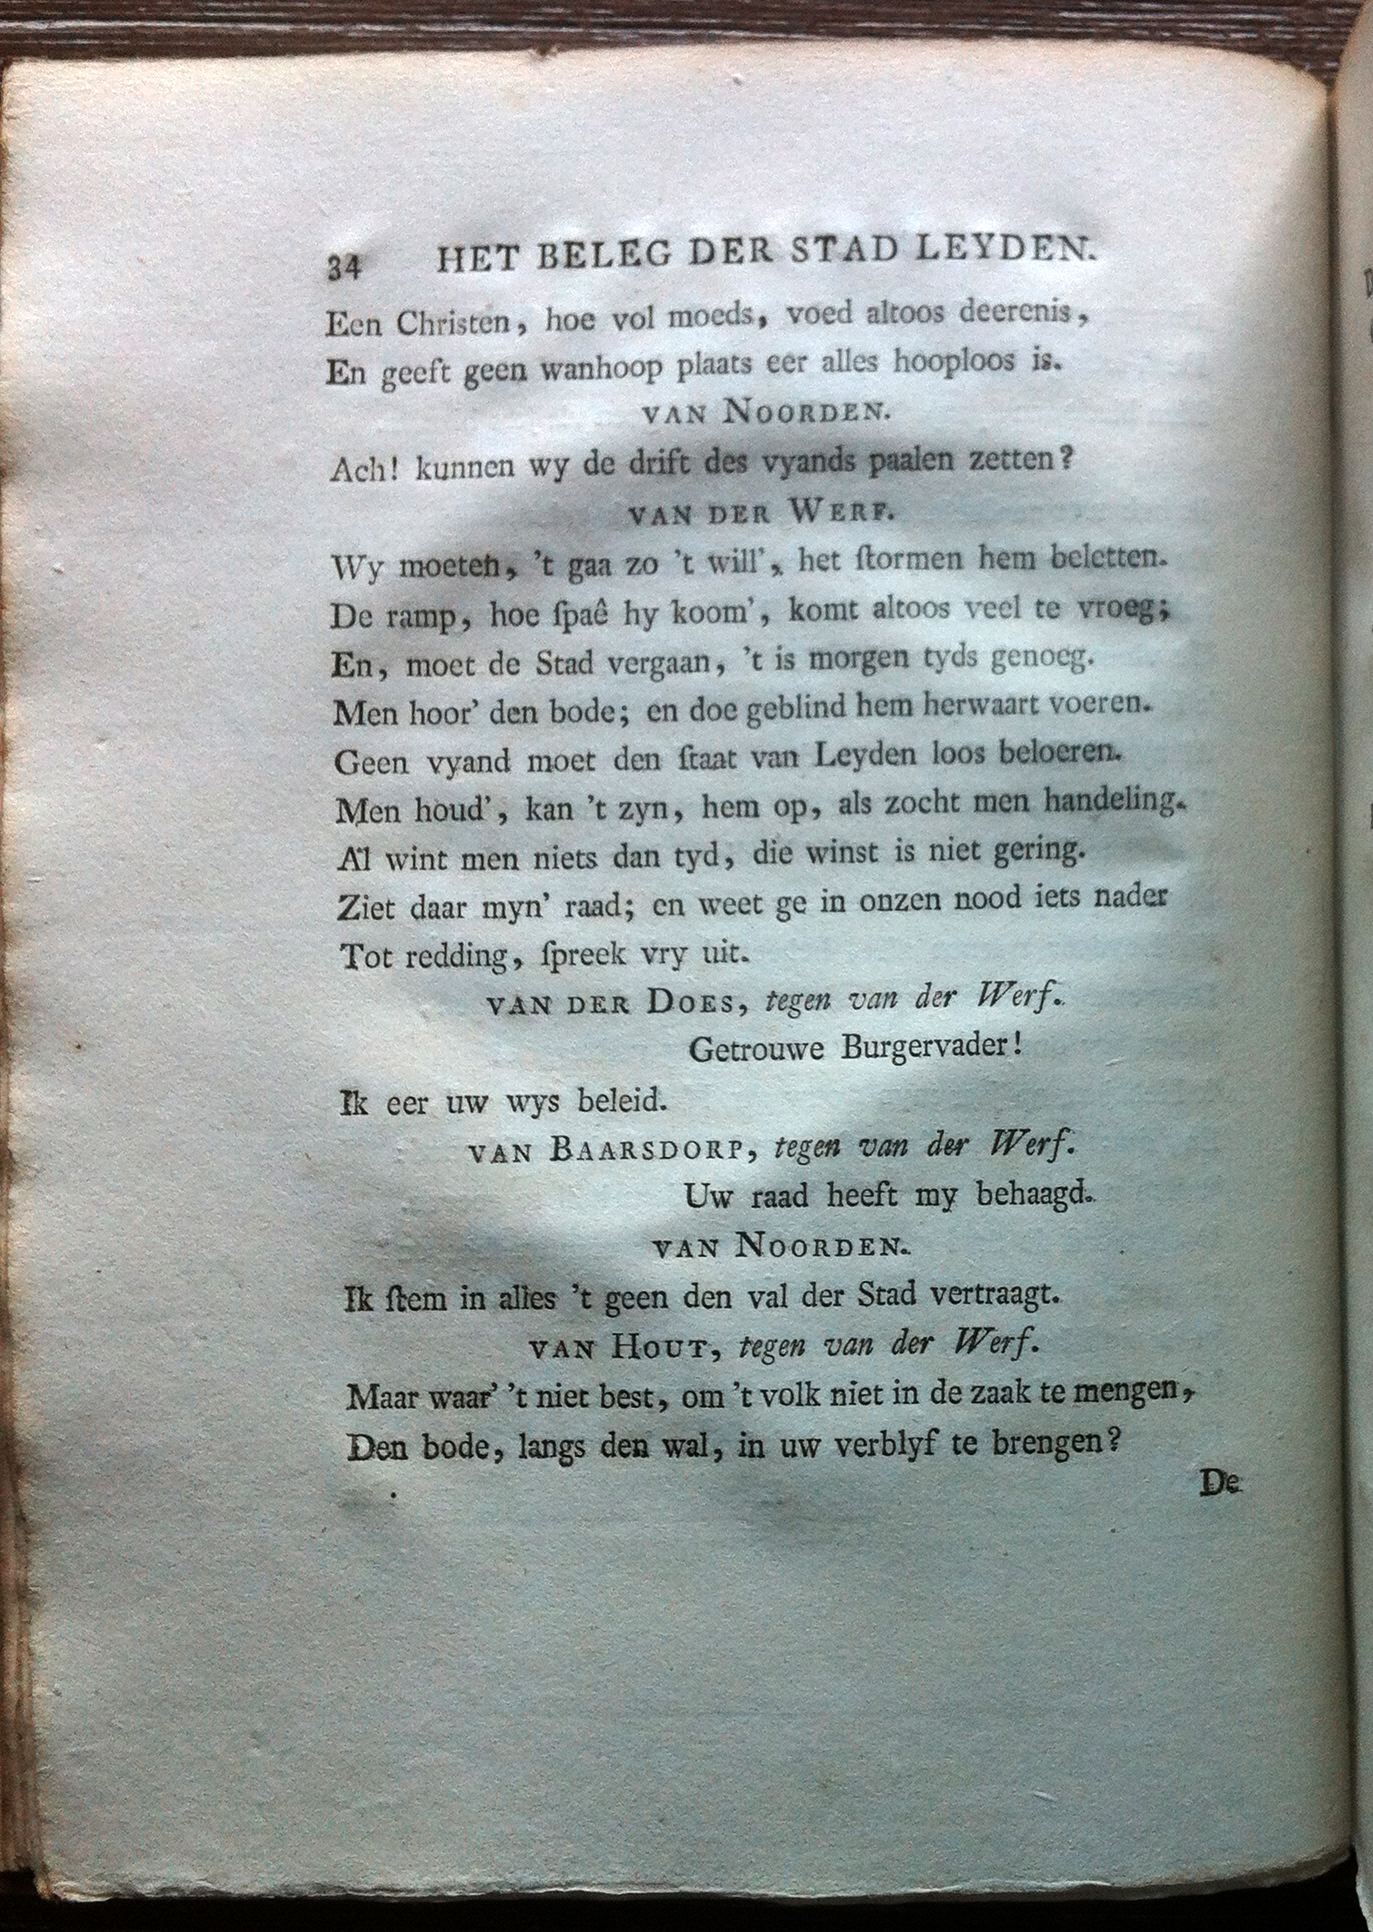 34 HET BELEG DER STAD LEYDEN.
Een Christen, hoe vol moeds, voed altoos deerenis,
En geeft geen wanhoop plaats eer alles hooploos is.
VAN NOORDEN.
Ach! kunnen wy de drift des vyands paalen zetten?
VAN DER WERF.
Wy moeten, 't gaa zo 't will', het ſtormen hem beletten.
De ramp, hoe ſpaê hy koom', komt altoos veel te vroeg;
En, moet de Stad vergaan, 't is morgen tyds genoeg.
Men hoor' den bode; en doe geblind hem herwaart voeren.
Geen vyand moet den ſtaat van Leyden loos beloeren.
Men houd', kan 't zyn, hem op, als zocht men handeling.
Al wint men niets dan tyd, die winst is niet gering.
Ziet daar myn' raad; en weet ge in onzen nood iets nader
Tot redding, ſpreek vry uit.
VAN DER DOES, tegen van der Werf.
Getrouwe Burgervader!
Ik eer uw wys beleid.
VAN BAARSDORP, tegen van der Werf.
Uw raad heeft my behaagd.
VAN NOORDEN.
Ik ſtem in alles 't geen den val der Stad vertraagt.
VAN HOUT, tegen van der Werf.
Maar waar' 't niet best, om 't volk niet in de zaak te mengen,
Den bode, langs den wal, in uw verblyf te brengen?
De